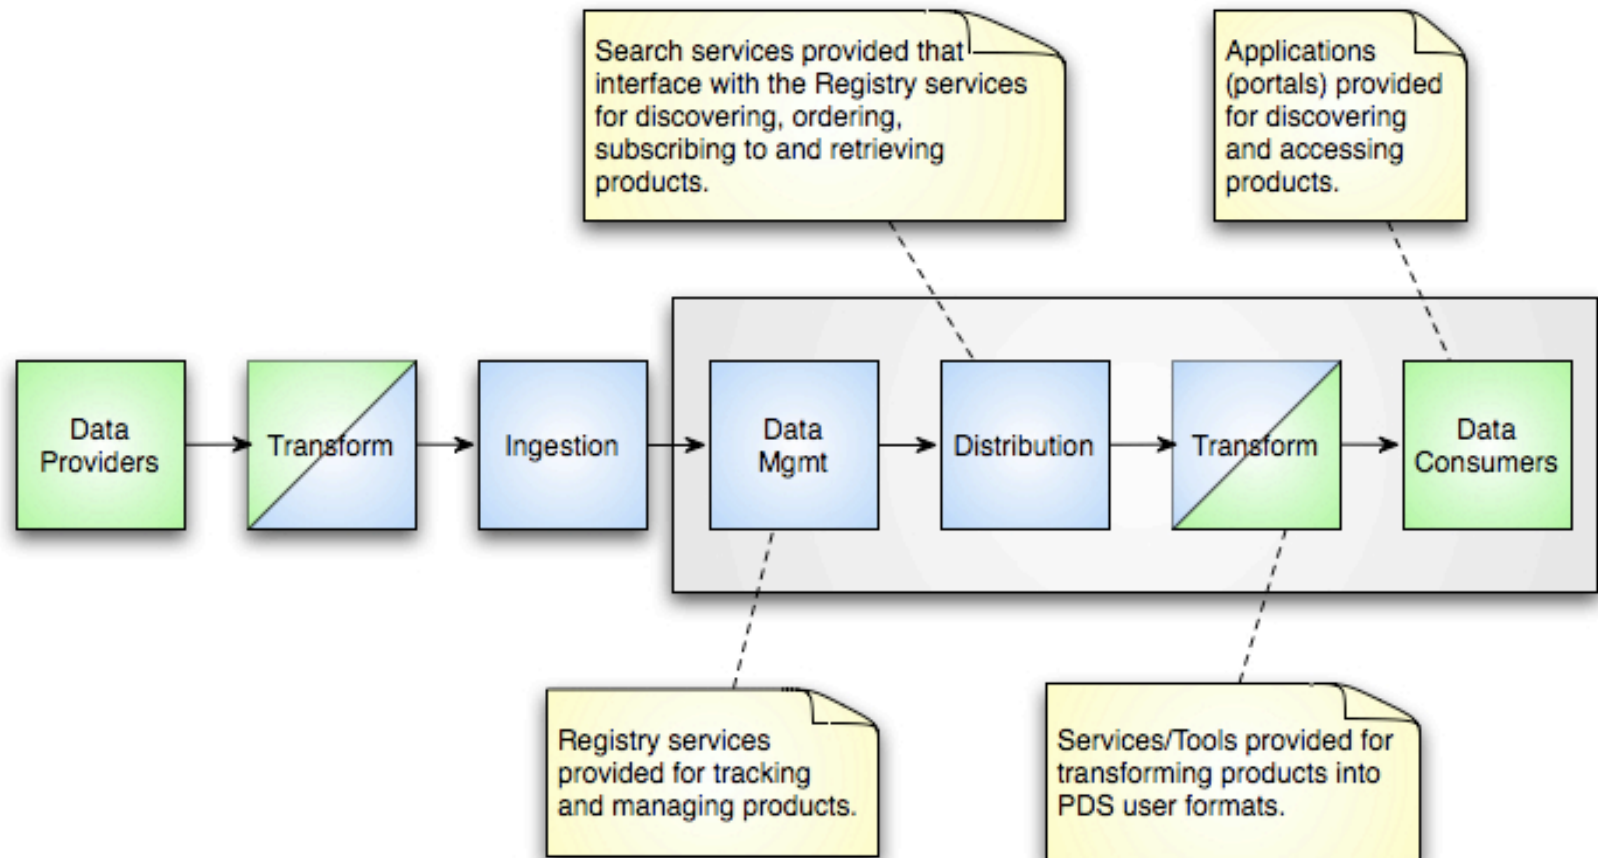 Search services provided that
interface with the Registry services
for discovering, ordering,
subscribing to and retrieving
products.
Applications
(portals) provided
for discovering
and accessing
products.
Data
Providers
Transform
Ingestion
Data
Mgmt
Distribution
Transform
Data
Consumers
Registry services
provided for tracking
and managing products.
Services/Tools provided for
transforming products into
PDS user formats.